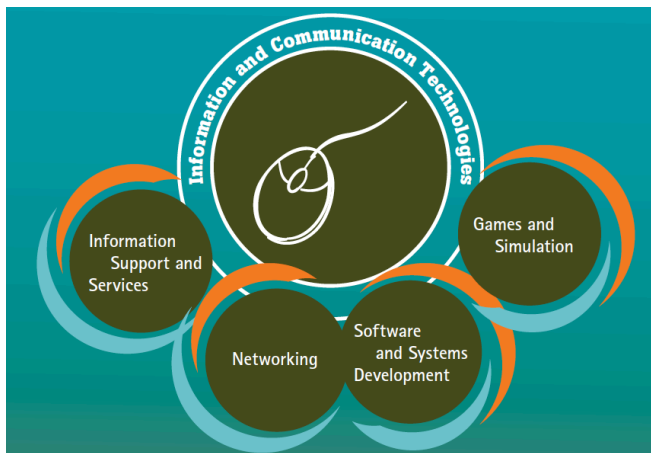 Information and Communication Technologies
Information
Support and
Services
Networking
Software
and Systems
Development
Games and
Simulation